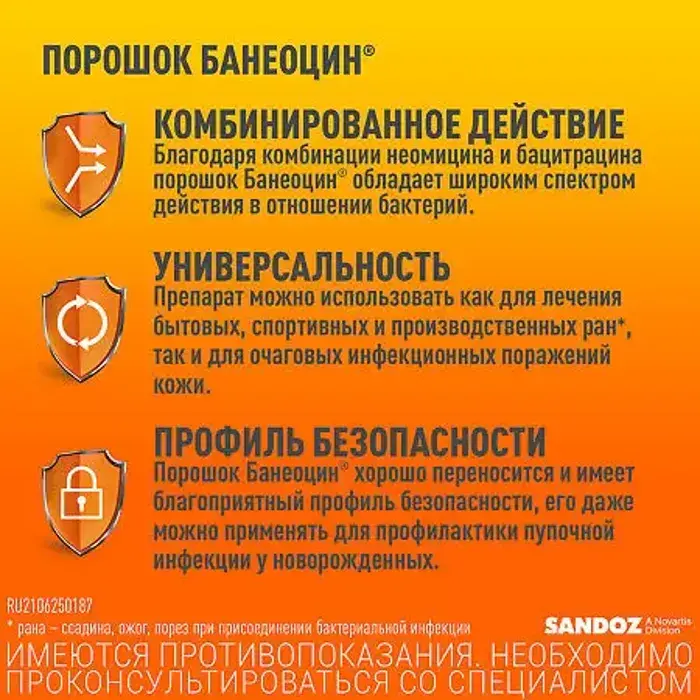 ПОРОШОК БАНЕОЦИН®
КОМБИНИРОВАННОЕ ДЕЙСТВИЕ
Благодаря комбинации неомицина и бацитрацина
порошок Банеоцин® обладает широким спектром
действия в отношении бактерий.
УНИВЕРСАЛЬНОСТЬ
Препарат можно использовать как для лечения
бытовых, спортивных и производственных ран*,
так и для очаговых инфекционных поражений
кожи.
ПРОФИЛЬ БЕЗОПАСНОСТИ
Порошок Банеоцин® хорошо переносится и имеет
благоприятный профиль безопасности, его даже
можно применять для профилактики пупочной
инфекции у новорожденных.
RU2106250187
* рана – ссадина, ожог, порез при присоединении бактериальной инфекции
SANDOZ A Novartis
Division
ИМЕЮТСЯ ПРОТИВОПОКАЗАНИЯ. НЕОБХОДИМО
ПРОКОНСУЛЬТИРОВАТЬСЯ СО СПЕЦИАЛИСТОМ